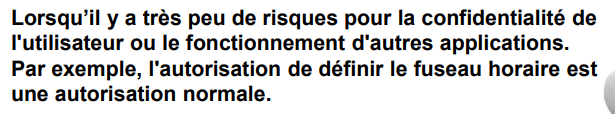 Lorsqu’il y a très peu de risques pour la confidentialité de
l'utilisateur ou le fonctionnement d'autres applications.
Par exemple, l'autorisation de définir le fuseau horaire est
une autorisation normale.